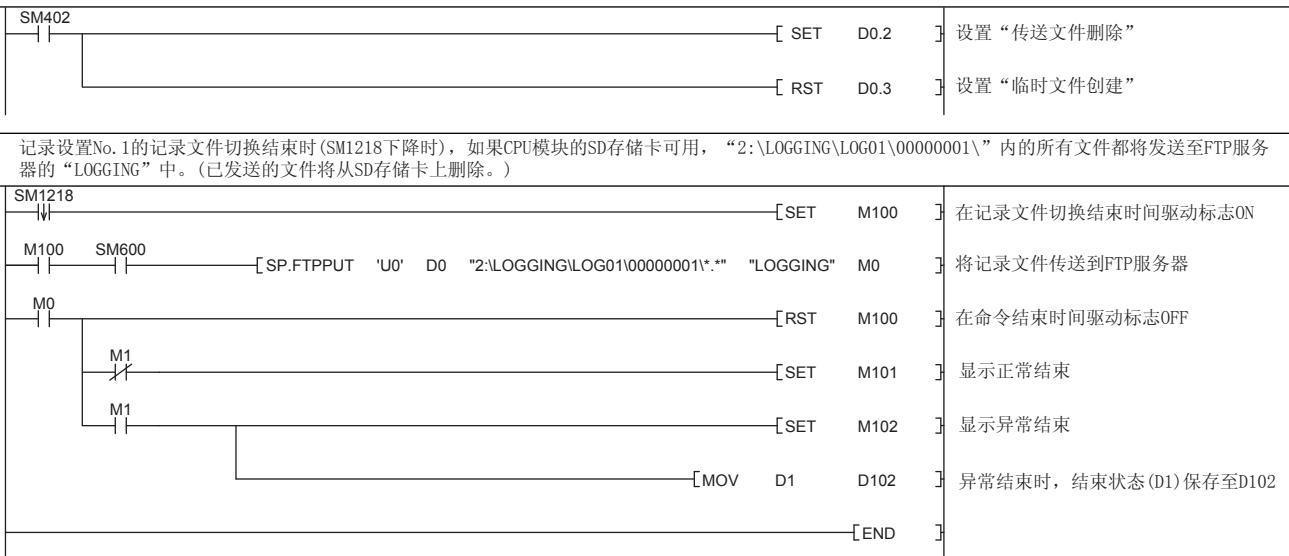 SM402
SET D0.2 设置“传送文件删除”
RST D0.3 设置“临时文件创建”
记录设置No.1的记录文件切换结束时(SM1218下降时)，如果CPU模块的SD存储卡可用，“2:\LOGGING\LOG01\00000001\”内的所有文件都将发送至FTP服务
器的“LOGGING”中。(已发送的文件将从SD存储卡上删除。)
SM1218
SET M100 在记录文件切换结束时间驱动标志ON
M100 SM600
SP.FTPPUT 'U0' D0 "2:\LOGGING\LOG01\00000001\*.*" "LOGGING" M0 将记录文件传送到FTP服务器
M0
RST M100 在命令结束时间驱动标志OFF
M1
SET M101 显示正常结束
M1
SET M102 显示异常结束
MOV D1 D102 异常结束时，结束状态(D1)保存至D102
END